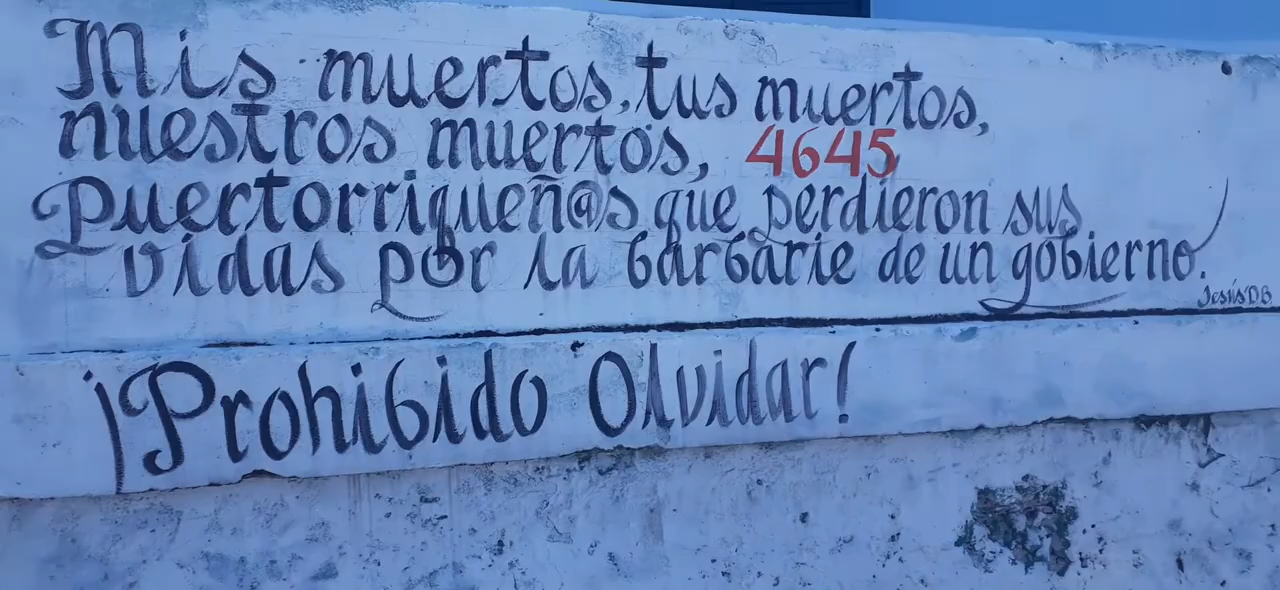 Mis muertos, tus muertos,
nuestros muertos, 4645
Puertorriqueñ@s que perdieron sus
vidas por la barbarie de un gobierno.
Jesús D.B
¡Prohibido Olvidar!